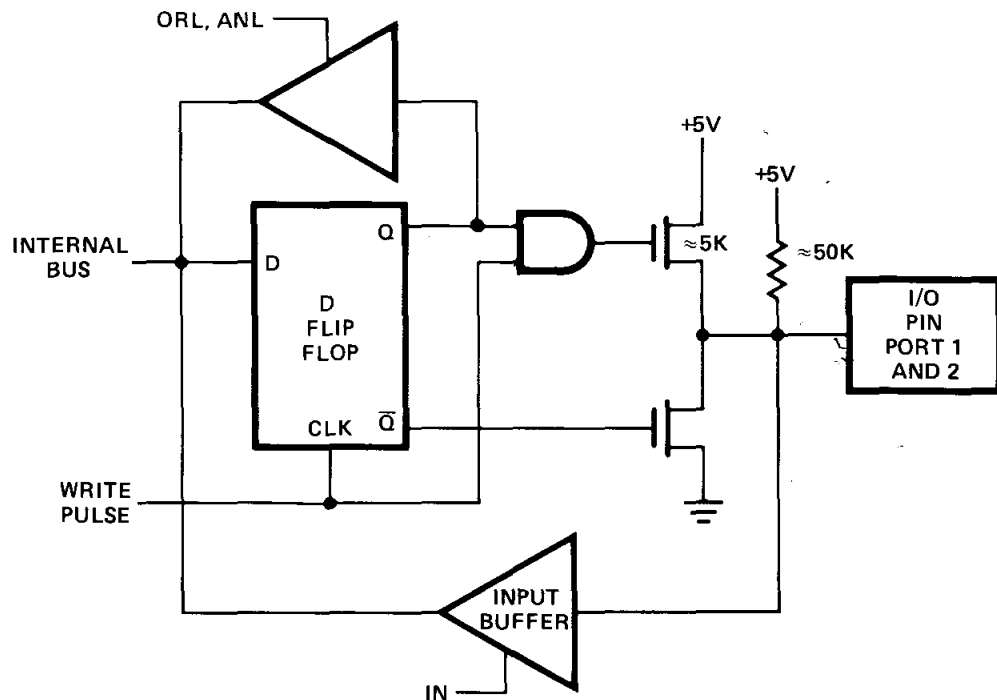 ORL, ANL
+5V
+5V
INTERNAL
BUS
D
Q
≈5K
≈50K
D
FLIP
FLOP
I/O
PIN
PORT 1
AND 2
CLK
Q̅
WRITE
PULSE
INPUT
BUFFER
IN